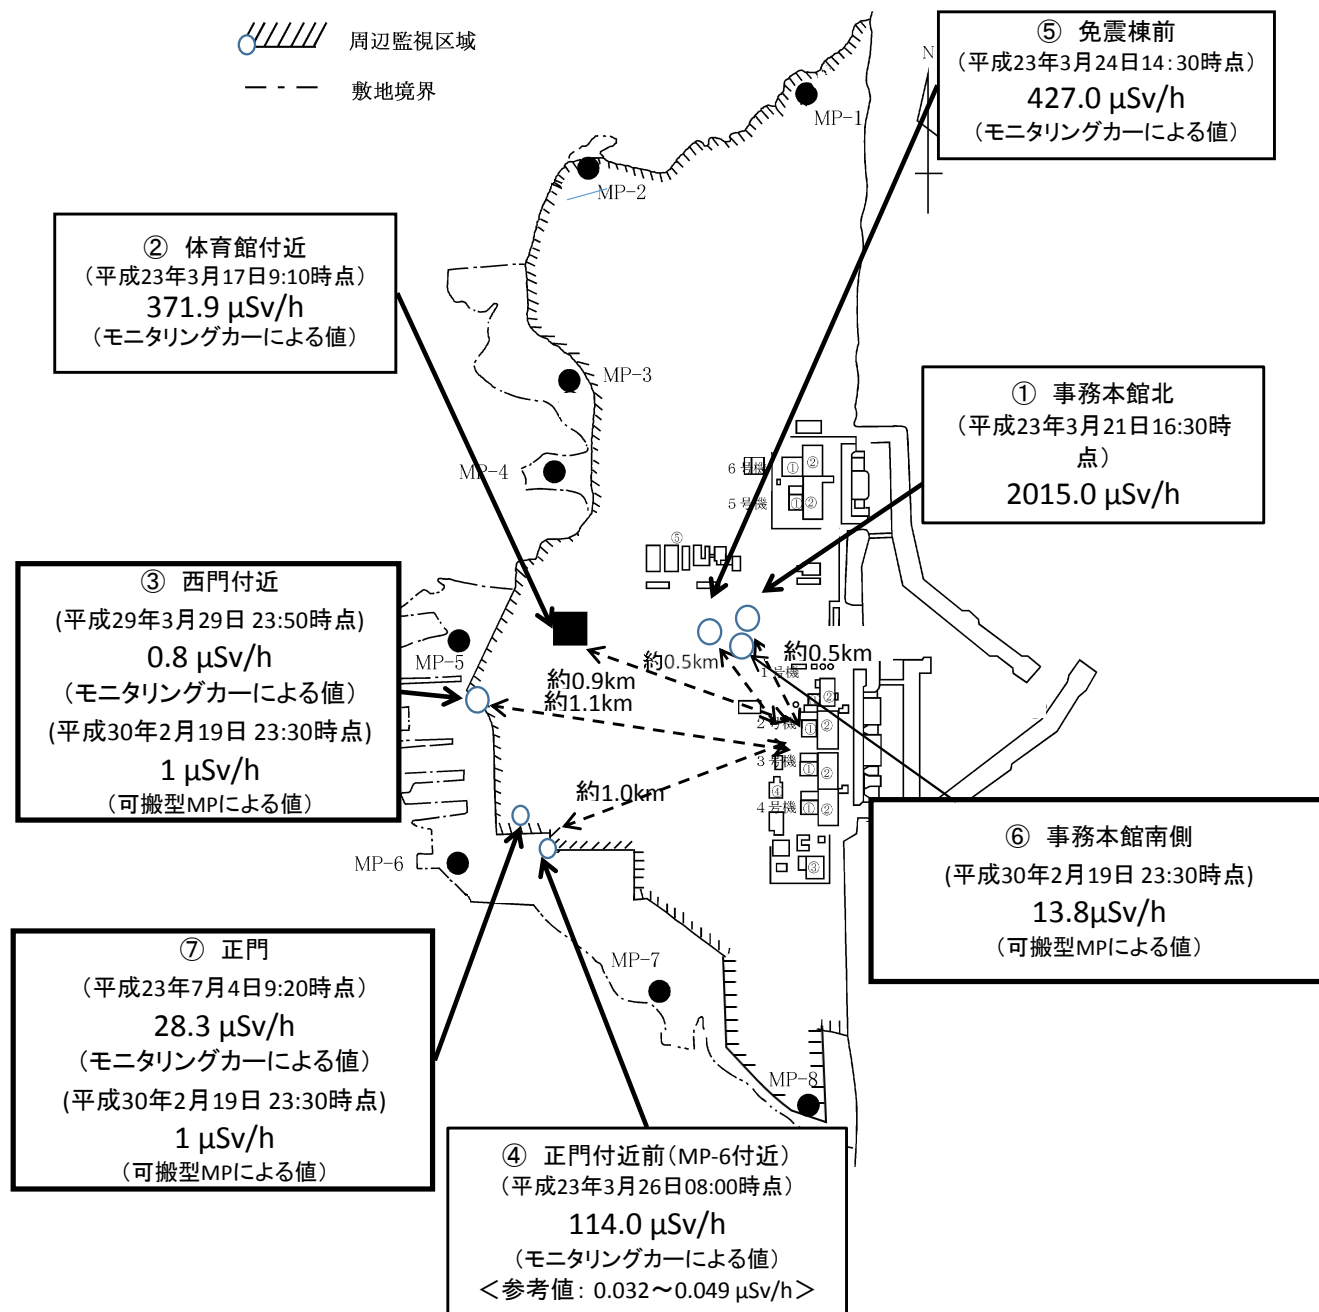 周辺監視区域
敷地境界
⑤ 免震棟前
(平成23年3月24日14:30時点)
427.0 µSv/h
(モニタリングカーによる値)
N
MP-1
MP-2
② 体育館付近
(平成23年3月17日9:10時点)
371.9 µSv/h
(モニタリングカーによる値)
MP-3
① 事務本館北
(平成23年3月21日16:30時
点)
2015.0 µSv/h
MP-4
6号機
①
②
5号機
①
②
⑤
③ 西門付近
(平成29年3月29日 23:50時点)
0.8 µSv/h
(モニタリングカーによる値)
(平成30年2月19日 23:30時点)
1 µSv/h
(可搬型MPによる値)
MP-5
約0.5km
約0.5km
約0.9km
約1.1km
1号機
②
2号機
①
②
3号機
①
②
④
4号機
①
②
③
約1.0km
MP-6
⑥ 事務本館南側
(平成30年2月19日 23:30時点)
13.8µSv/h
(可搬型MPによる値)
⑦ 正門
(平成23年7月4日9:20時点)
28.3 µSv/h
(モニタリングカーによる値)
(平成30年2月19日 23:30時点)
1 µSv/h
(可搬型MPによる値)
MP-7
MP-8
④ 正門付近前(MP-6付近)
(平成23年3月26日08:00時点)
114.0 µSv/h
(モニタリングカーによる値)
<参考値: 0.032~0.049 µSv/h>